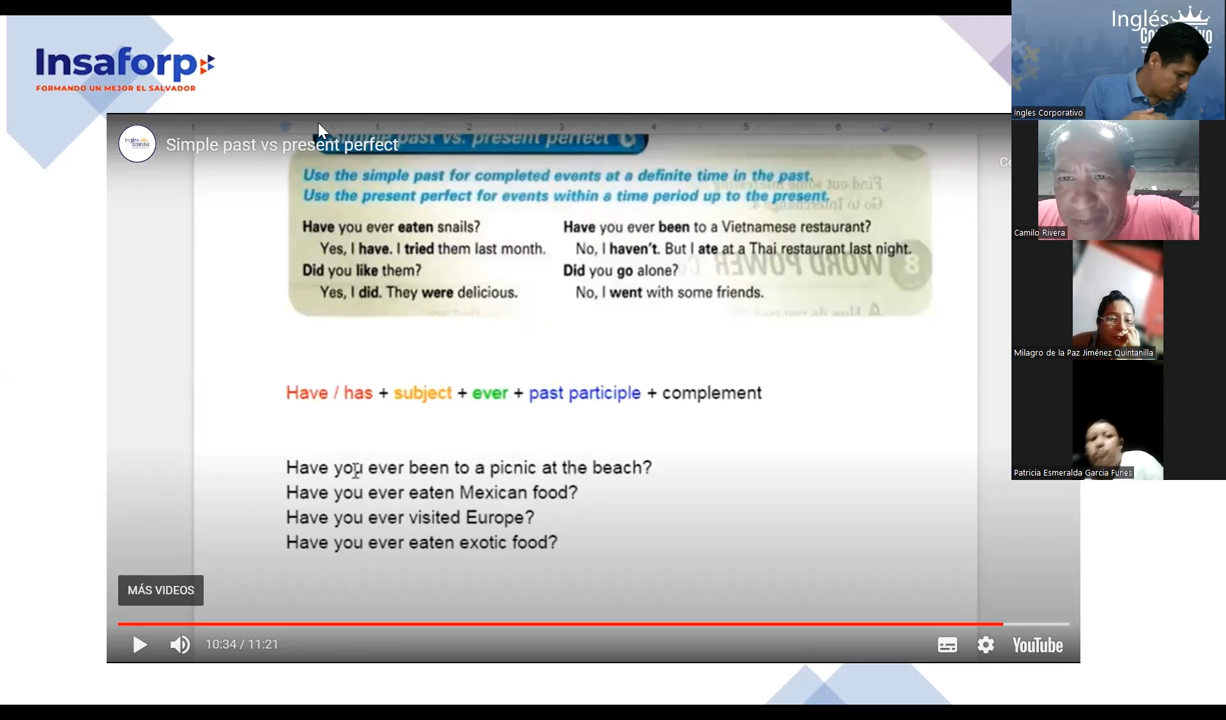 Insaforp
FORMANDO UN MEJOR EL SALVADOR
Simple past vs present perfect
past vs. present perfect
Use the simple past for completed events at a definite time in the past.
Use the present perfect for events within a time period up to the present.
Have you ever eaten snails?
Yes, I have. I tried them last month.
Did you like them?
Yes, I did. They were delicious.
Have you ever been to a Vietnamese restaurant?
No, I haven't. But I ate at a Thai restaurant last night.
Did you go alone?
No, I went with some friends.
Have / has + subject + ever + past participle + complement
Have you ever been to a picnic at the beach?
Have you ever eaten Mexican food?
Have you ever visited Europe?
Have you ever eaten exotic food?
MÁS VIDEOS
10:34 / 11:21
YouTube
Inglés
Corporativo
Ingles Corporativo
Camilo Rivera
Milagro de la Paz Jiménez Quintanilla
Patricia Esmeralda Garcia Funes